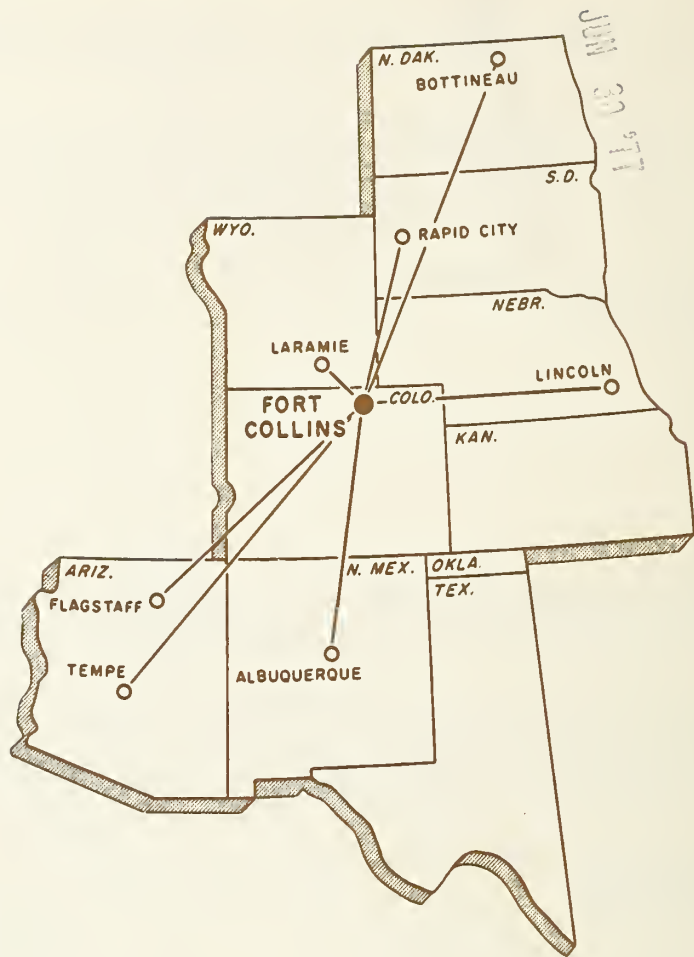 N. DAK.
BOTTINEAU
S.D.
RAPID CITY
WYO.
NEBR.
LARAMIE
LINCOLN
FORT
COLLINS
COLO.
KAN.
ARIZ.
N. MEX.
OKLA.
TEX.
FLAGSTAFF
TEMPE
ALBUQUERQUE